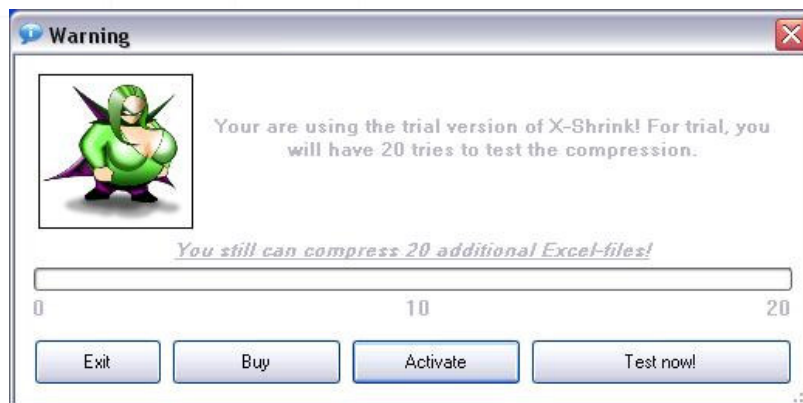 Warning
Your are using the trial version of X-Shrink! For trial, you
will have 20 tries to test the compression.
You still can compress 20 additional Excel-files!
0 10 20
Exit Buy Activate Test now!